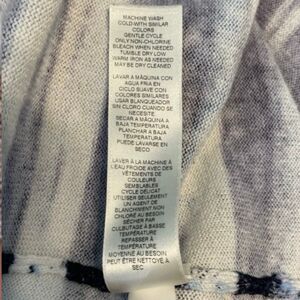 MACHINE WASH
COLD WITH SIMILAR
COLORS
GENTLE CYCLE
ONLY NON-CHLORINE
BLEACH WHEN NEEDED
TUMBLE DRY LOW
WARM IRON AS NEEDED
MAY BE DRY CLEANED
LAVAR A MÁQUINA CON
AGUA FRIA EN
CICLO SUAVE CON
COLORES SIMILARES
USAR BLANQUEADOR
SIN CLORO CUANDO SE
NECESITE
SECAR A MÁQUINA A
BAJA TEMPERATURA
PLANCHAR A BAJA
TEMPERATURA
PUEDE LAVARSE EN
SECO
LAVER À LA MACHINE À
L'EAU FROIDE AVEC DES
VÊTEMENTS DE
COULEURS
SEMBLABLES
CYCLE DÉLICAT
UTILISER SEULEMENT
UN AGENT DE
BLANCHIMENT NON
CHLORÉ AU BESOIN
SÉCHER PAR
CULBUTAGE À BASSE
TEMPÉRATURE
REPASSER À
TEMPÉRATURE
MOYENNE AU BESOIN
PEUT ÊTRE NETTOYÉ À
SEC